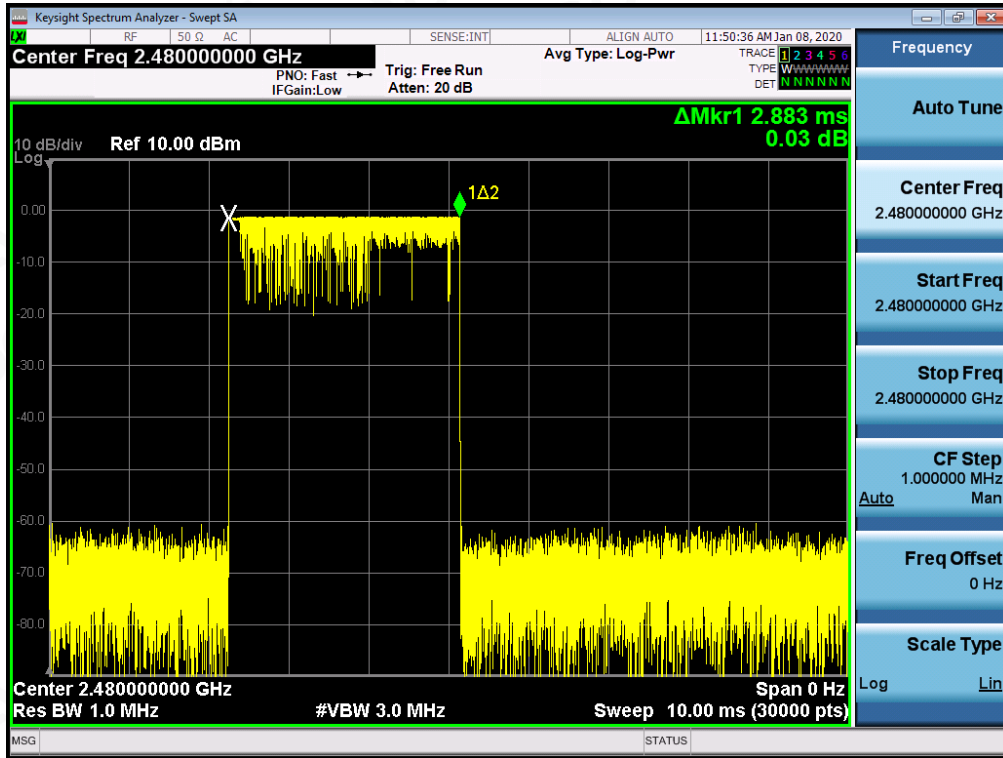 Keysight Spectrum Analyzer - Swept SA
LXI RF 50 Ω AC SENSE:INT ALIGN AUTO 11:50:36 AM Jan 08, 2020
Center Freq 2.480000000 GHz
PNO: Fast
IFGain:Low
Trig: Free Run
Atten: 20 dB
Avg Type: Log-Pwr
TRACE 1 2 3 4 5 6
TYPE WWWWWW
DET N N N N N N
ΔMkr1 2.883 ms
0.03 dB
10 dB/div Ref 10.00 dBm
Log
1Δ2
0.00
-10.0
-20.0
-30.0
-40.0
-50.0
-60.0
-70.0
-80.0
Center 2.480000000 GHz Span 0 Hz
Res BW 1.0 MHz #VBW 3.0 MHz Sweep 10.00 ms (30000 pts)
MSG STATUS
Frequency
Auto Tune
Center Freq
2.480000000 GHz
Start Freq
2.480000000 GHz
Stop Freq
2.480000000 GHz
CF Step
1.000000 MHz
Auto Man
Freq Offset
0 Hz
Scale Type
Log Lin